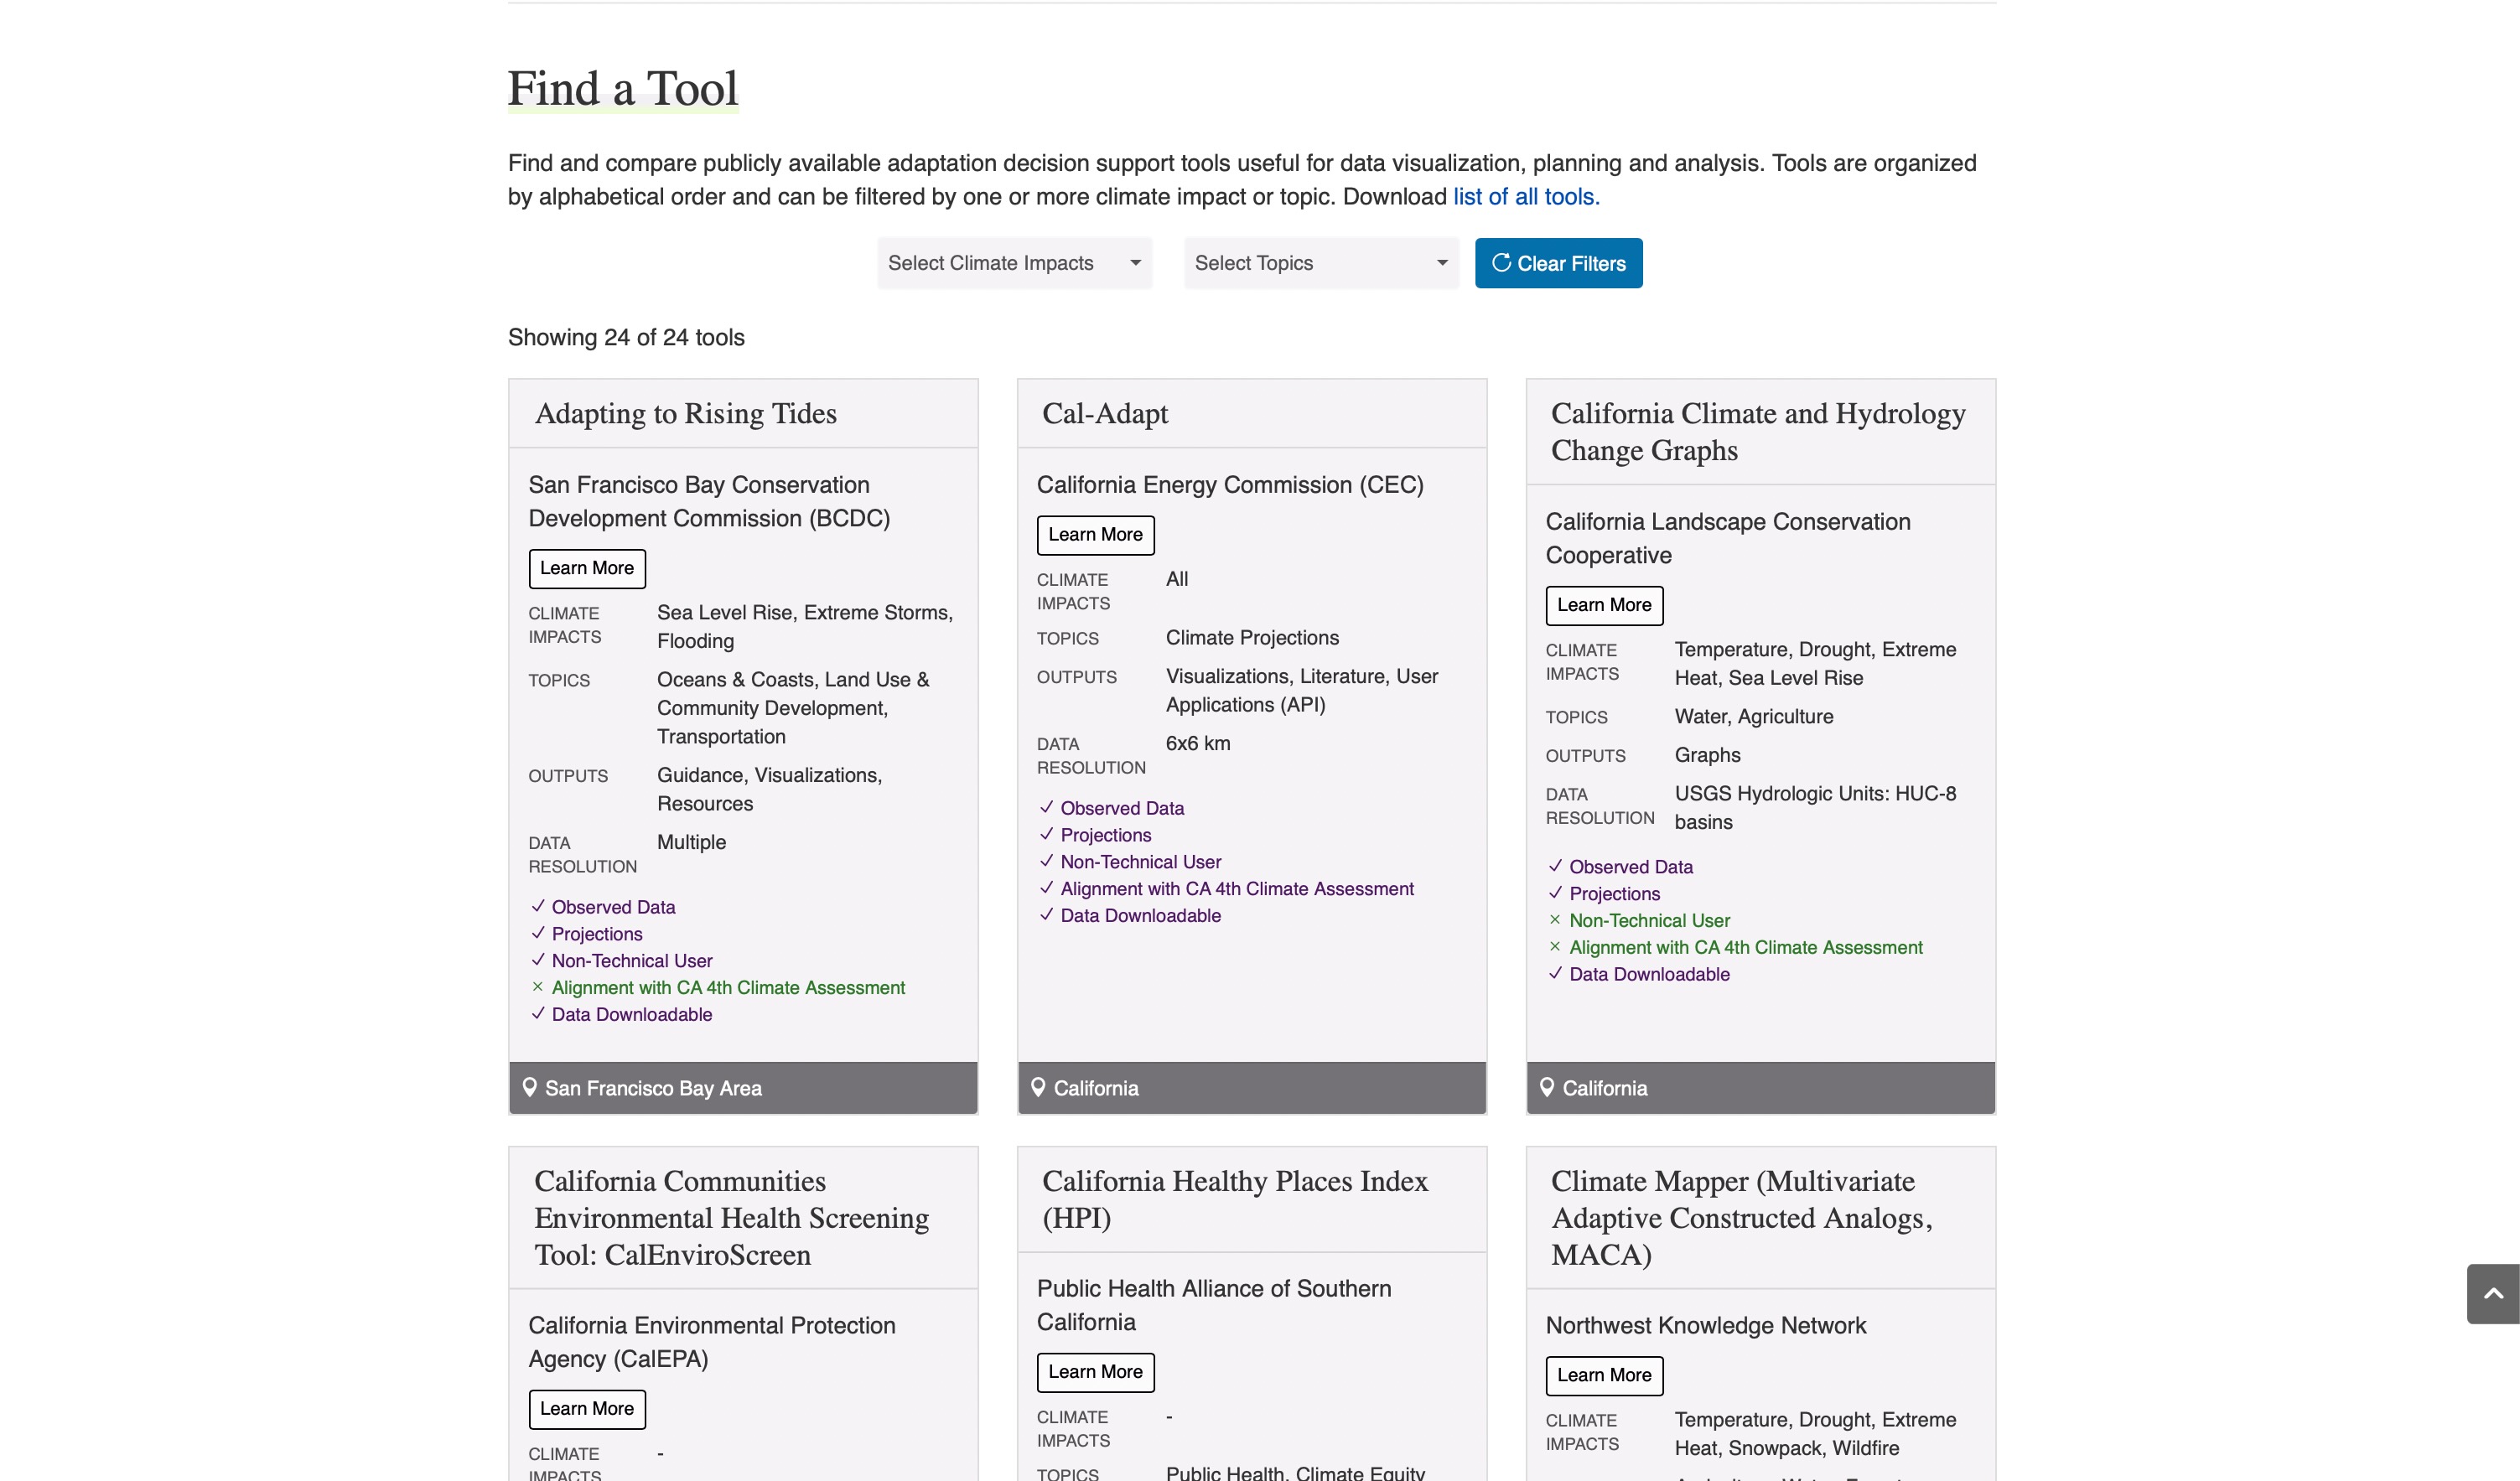 Find a Tool
Find and compare publicly available adaptation decision support tools useful for data visualization, planning and analysis. Tools are organized
by alphabetical order and can be filtered by one or more climate impact or topic. Download list of all tools.
Select Climate Impacts
Select Topics
Clear Filters
Showing 24 of 24 tools
Adapting to Rising Tides
San Francisco Bay Conservation
Development Commission (BCDC)
Learn More
CLIMATE
IMPACTS
Sea Level Rise, Extreme Storms,
Flooding
TOPICS
Oceans & Coasts, Land Use &
Community Development,
Transportation
OUTPUTS
Guidance, Visualizations,
Resources
DATA
RESOLUTION
Multiple
✓ Observed Data
✓ Projections
✓ Non-Technical User
× Alignment with CA 4th Climate Assessment
✓ Data Downloadable
San Francisco Bay Area
Cal-Adapt
California Energy Commission (CEC)
Learn More
CLIMATE
IMPACTS
All
TOPICS
Climate Projections
OUTPUTS
Visualizations, Literature, User
Applications (API)
DATA
RESOLUTION
6x6 km
✓ Observed Data
✓ Projections
✓ Non-Technical User
✓ Alignment with CA 4th Climate Assessment
✓ Data Downloadable
California
California Climate and Hydrology
Change Graphs
California Landscape Conservation
Cooperative
Learn More
CLIMATE
IMPACTS
Temperature, Drought, Extreme
Heat, Sea Level Rise
TOPICS
Water, Agriculture
OUTPUTS
Graphs
DATA
RESOLUTION
USGS Hydrologic Units: HUC-8
basins
✓ Observed Data
✓ Projections
× Non-Technical User
× Alignment with CA 4th Climate Assessment
✓ Data Downloadable
California
California Communities
Environmental Health Screening
Tool: CalEnviroScreen
California Environmental Protection
Agency (CalEPA)
Learn More
CLIMATE
IMPACTS
-
California Healthy Places Index
(HPI)
Public Health Alliance of Southern
California
Learn More
CLIMATE
IMPACTS
-
TOPICS
Public Health, Climate Equity
Climate Mapper (Multivariate
Adaptive Constructed Analogs,
MACA)
Northwest Knowledge Network
Learn More
CLIMATE
IMPACTS
Temperature, Drought, Extreme
Heat, Snowpack, Wildfire